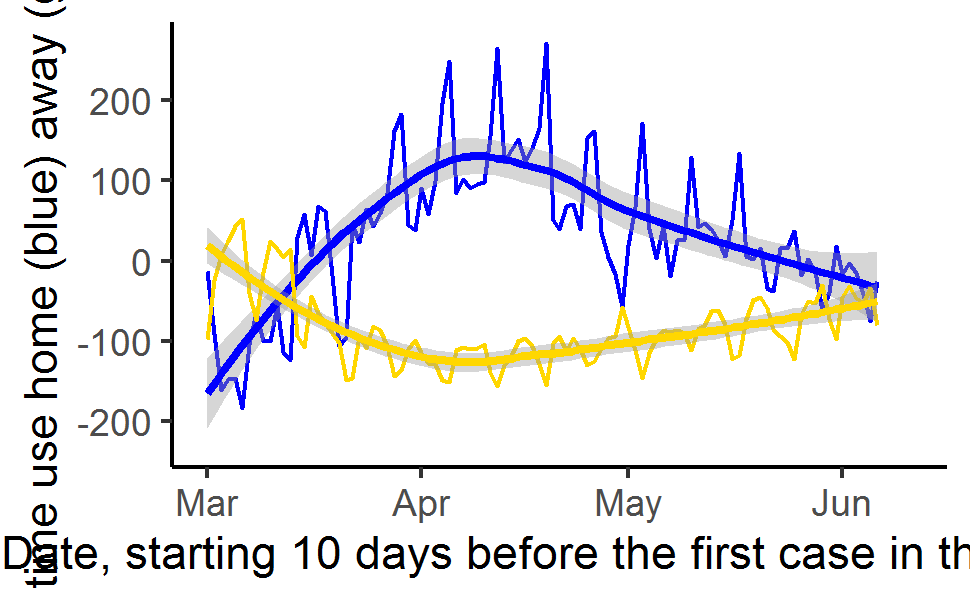 time use home (blue) away (g
200
100
0
-100
-200
Mar Apr May Jun
Date, starting 10 days before the first case in th